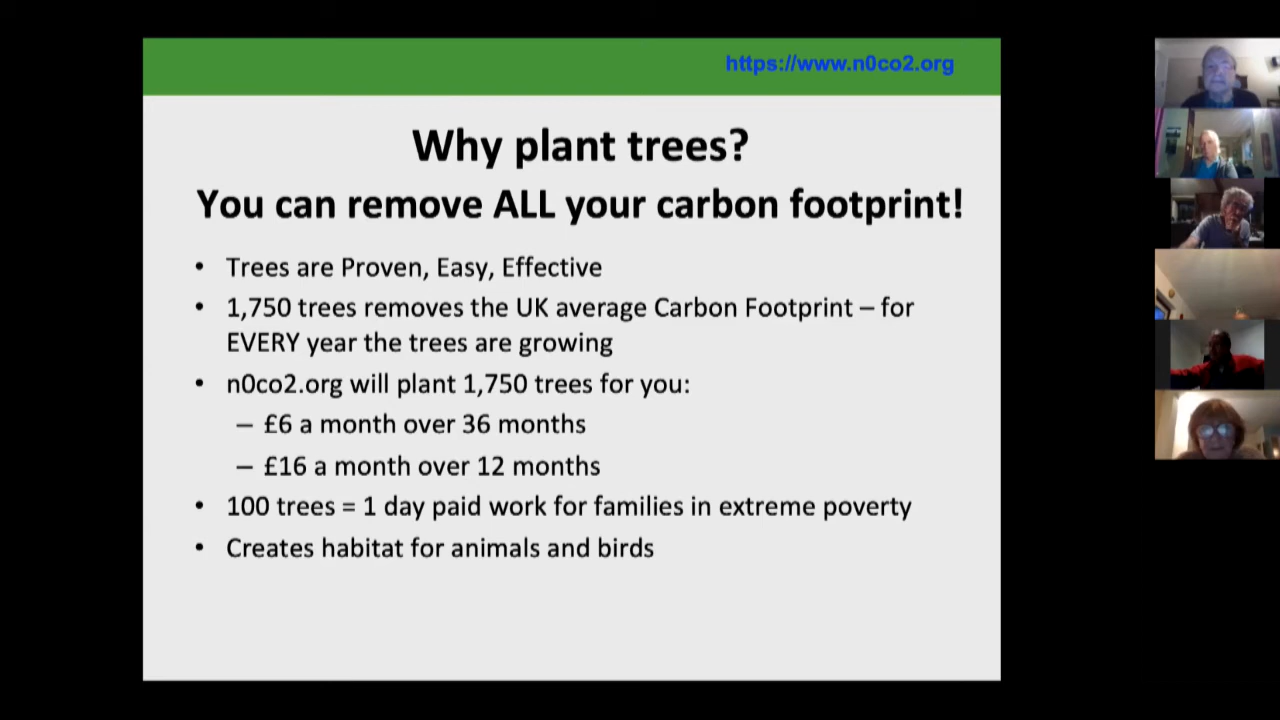 https://www.n0co2.org
Why plant trees?
You can remove ALL your carbon footprint!
• Trees are Proven, Easy, Effective
• 1,750 trees removes the UK average Carbon Footprint – for
EVERY year the trees are growing
• n0co2.org will plant 1,750 trees for you:
– £6 a month over 36 months
– £16 a month over 12 months
• 100 trees = 1 day paid work for families in extreme poverty
• Creates habitat for animals and birds